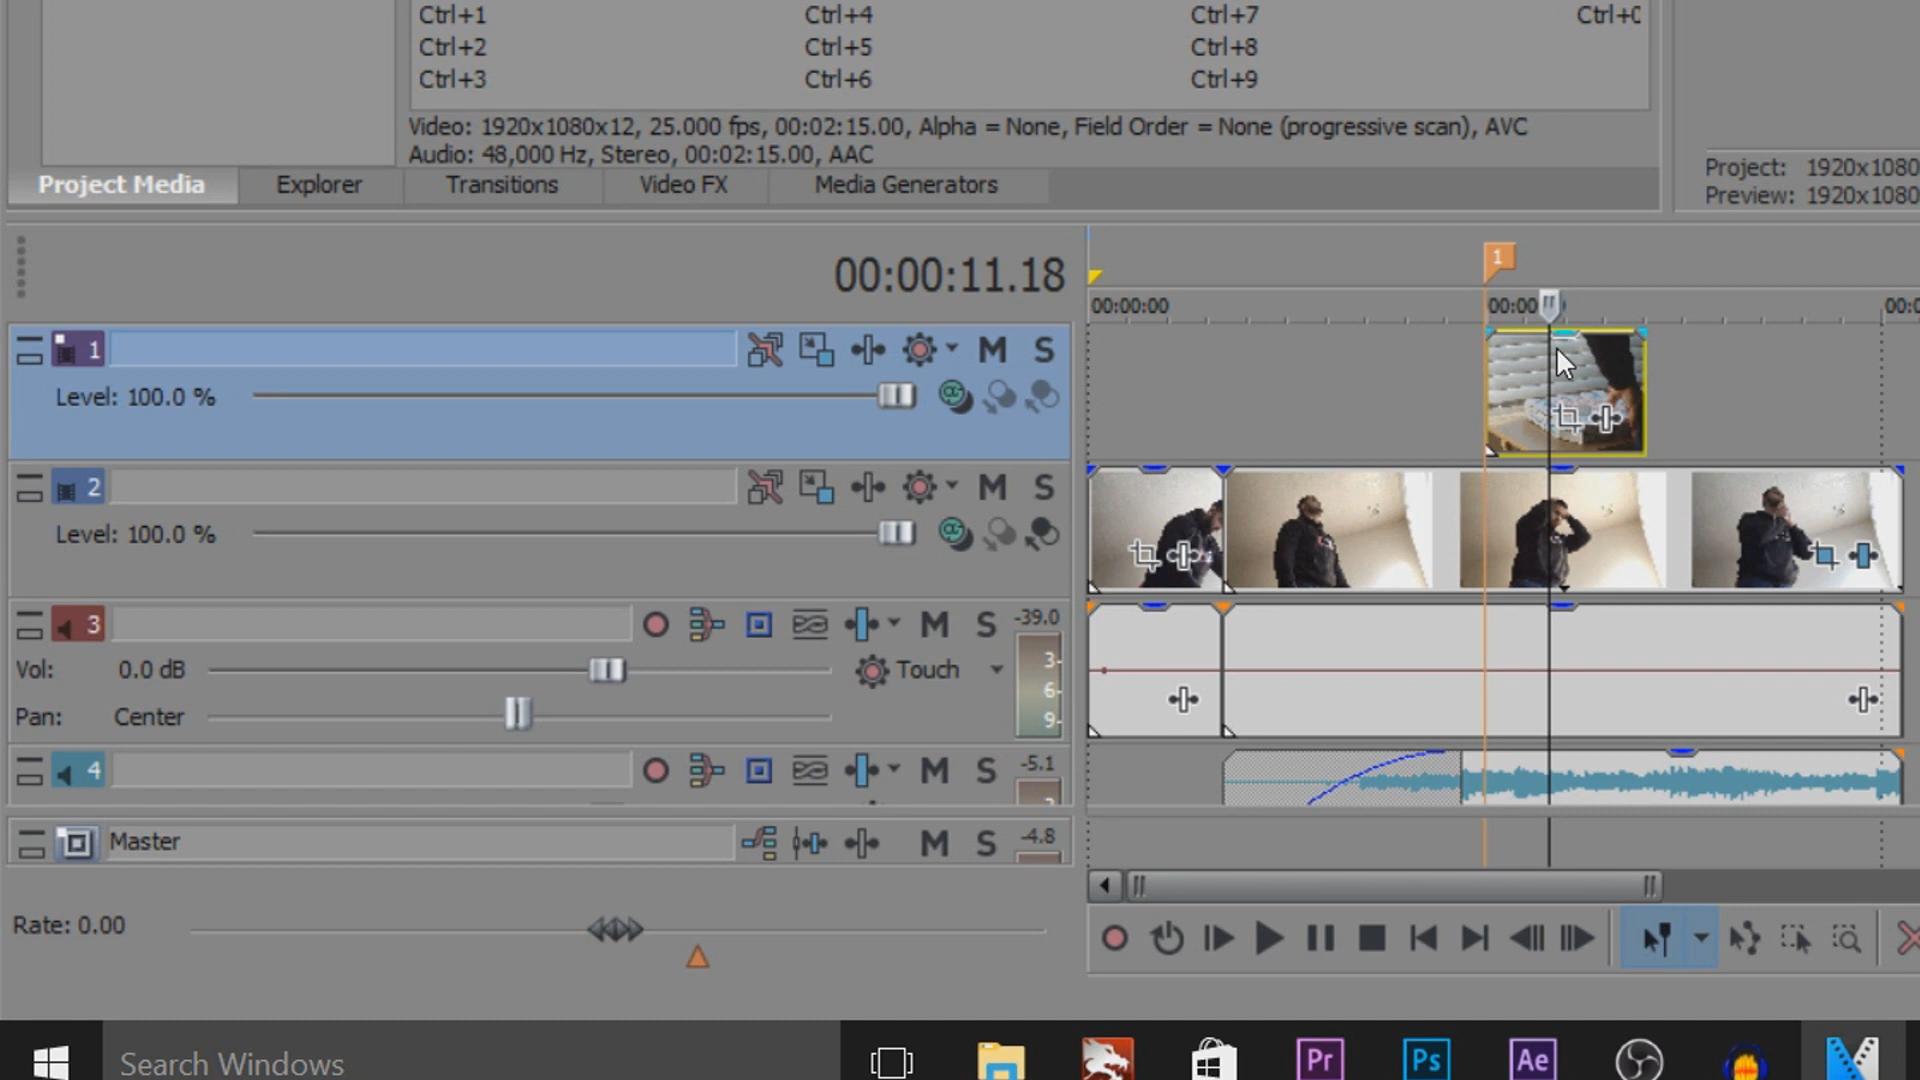 Ctrl+1 Ctrl+4 Ctrl+7 Ctrl+0
Ctrl+2 Ctrl+5 Ctrl+8
Ctrl+3 Ctrl+6 Ctrl+9
Video: 1920x1080x12, 25.000 fps, 00:02:15.00, Alpha = None, Field Order = None (progressive scan), AVC
Audio: 48,000 Hz, Stereo, 00:02:15.00, AAC
Project: 1920x1080
Preview: 1920x1080
Project Media Explorer Transitions Video FX Media Generators
00:00:11.18
1
00:00:00 00:00 00:0
1 M S
Level: 100.0 %
2 M S
Level: 100.0 %
3 M S -39.0
Vol: 0.0 dB Touch 3-
6-
Pan: Center 9-
4 M S -5.1
Master M S -4.8
Rate: 0.00
Search Windows Pr Ps Ae